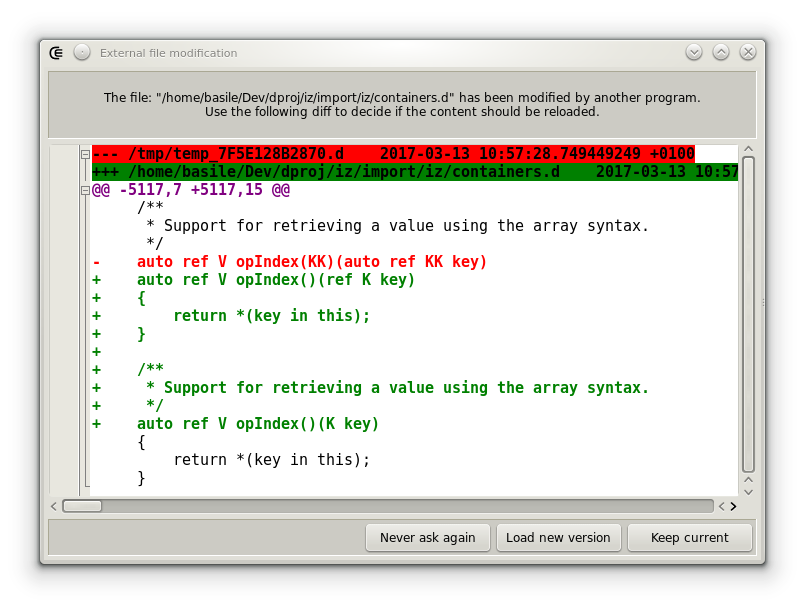 External file modification
The file: "/home/basile/Dev/dproj/iz/import/iz/containers.d" has been modified by another program.
Use the following diff to decide if the content should be reloaded.
--- /tmp/temp_7F5E128B2870.d    2017-03-13 10:57:28.749449249 +0100
+++ /home/basile/Dev/dproj/iz/import/iz/containers.d    2017-03-13 10:57
@@ -5117,7 +5117,15 @@
     /**
      * Support for retrieving a value using the array syntax.
      */
-    auto ref V opIndex(KK)(auto ref KK key)
+    auto ref V opIndex()(ref K key)
+    {
+        return *(key in this);
+    }
+
+    /**
+     * Support for retrieving a value using the array syntax.
+     */
+    auto ref V opIndex()(K key)
     {
         return *(key in this);
     }
Never ask again
Load new version
Keep current